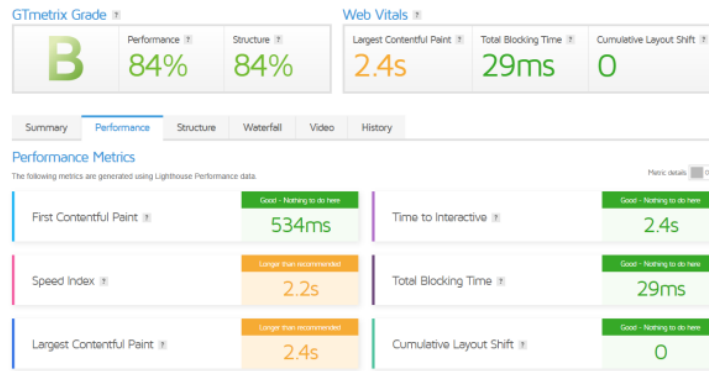 GTmetrix Grade ?
Web Vitals ?
B
Performance ?
84%
Structure ?
84%
Largest Contentful Paint ?
2.4s
Total Blocking Time ?
29ms
Cumulative Layout Shift ?
0
Summary Performance Structure Waterfall Video History
Performance Metrics
The following metrics are generated using Lighthouse Performance data.
Metric details
First Contentful Paint ?
Good - Nothing to do here
534ms
Time to Interactive ?
Good - Nothing to do here
2.4s
Speed Index ?
Longer than recommended
2.2s
Total Blocking Time ?
Good - Nothing to do here
29ms
Largest Contentful Paint ?
Longer than recommended
2.4s
Cumulative Layout Shift ?
Good - Nothing to do here
0